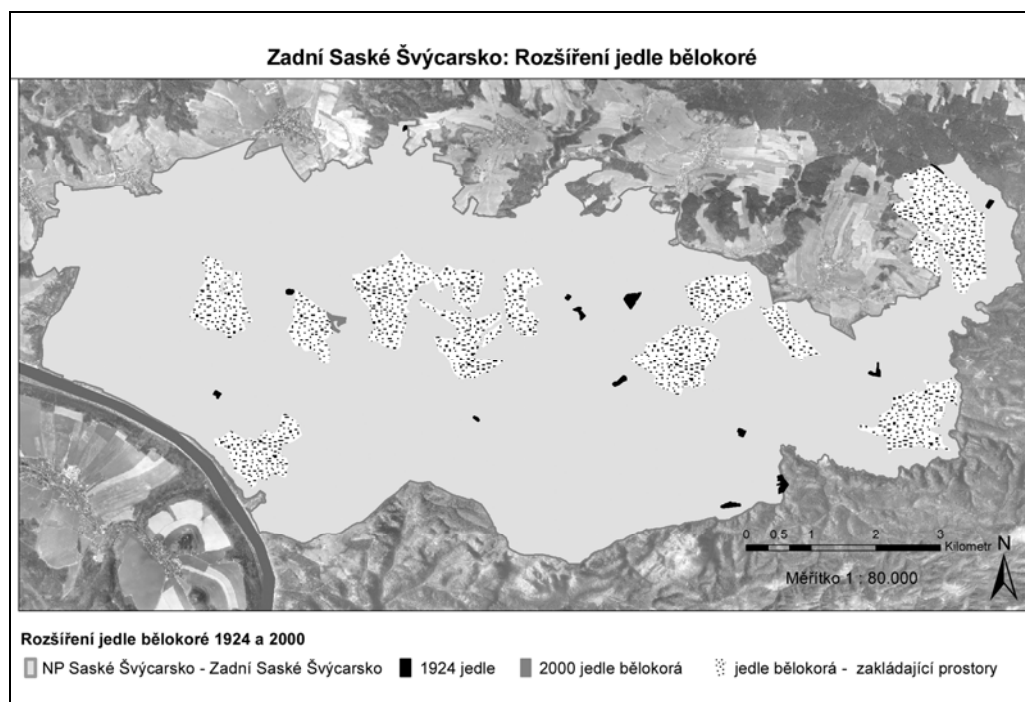 Zadní Saské Švýcarsko: Rozšíření jedle bělokoré
0 0.5 1 2 3
Kilometr
N
Měřítko 1 : 80.000
Rozšíření jedle bělokoré 1924 a 2000
NP Saské Švýcarsko - Zadní Saské Švýcarsko 1924 jedle 2000 jedle bělokorá jedle bělokorá - zakládající prostory